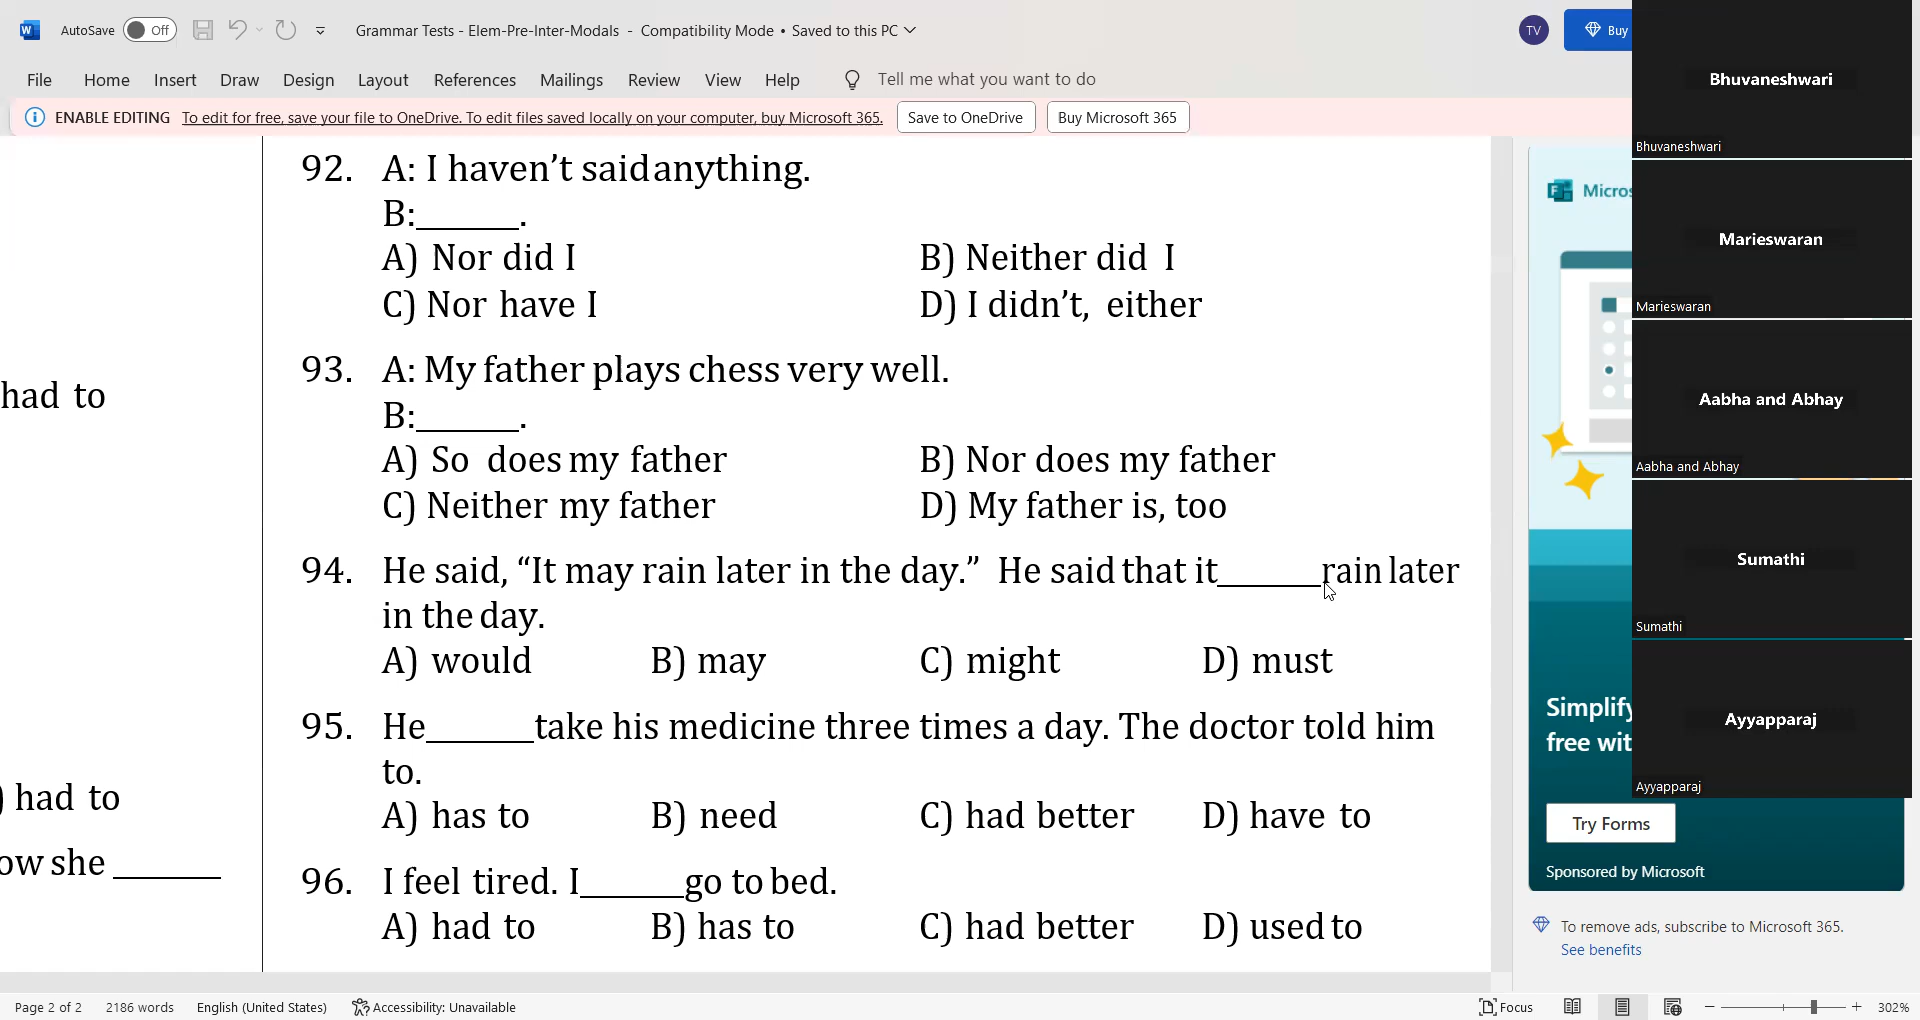 AutoSave Off Grammar Tests - Elem-Pre-Inter-Modals - Compatibility Mode • Saved to this PC TV Buy
File Home Insert Draw Design Layout References Mailings Review View Help Tell me what you want to do
ENABLE EDITING To edit for free, save your file to OneDrive. To edit files saved locally on your computer, buy Microsoft 365. Save to OneDrive Buy Microsoft 365
had to
) had to
ow she ______
92. A: I haven’t said anything.
B:______.
A) Nor did I B) Neither did I
C) Nor have I D) I didn’t, either
93. A: My father plays chess very well.
B:______.
A) So does my father B) Nor does my father
C) Neither my father D) My father is, too
94. He said, “It may rain later in the day.” He said that it______rain later
in the day.
A) would B) may C) might D) must
95. He______take his medicine three times a day. The doctor told him
to.
A) has to B) need C) had better D) have to
96. I feel tired. I______go to bed.
A) had to B) has to C) had better D) used to
Micros
Simplify
free wit
Try Forms
Sponsored by Microsoft
To remove ads, subscribe to Microsoft 365.
See benefits
Bhuvaneshwari
Bhuvaneshwari
Marieswaran
Marieswaran
Aabha and Abhay
Aabha and Abhay
Sumathi
Sumathi
Ayyapparaj
Ayyapparaj
Page 2 of 2 2186 words English (United States) Accessibility: Unavailable Focus 302%